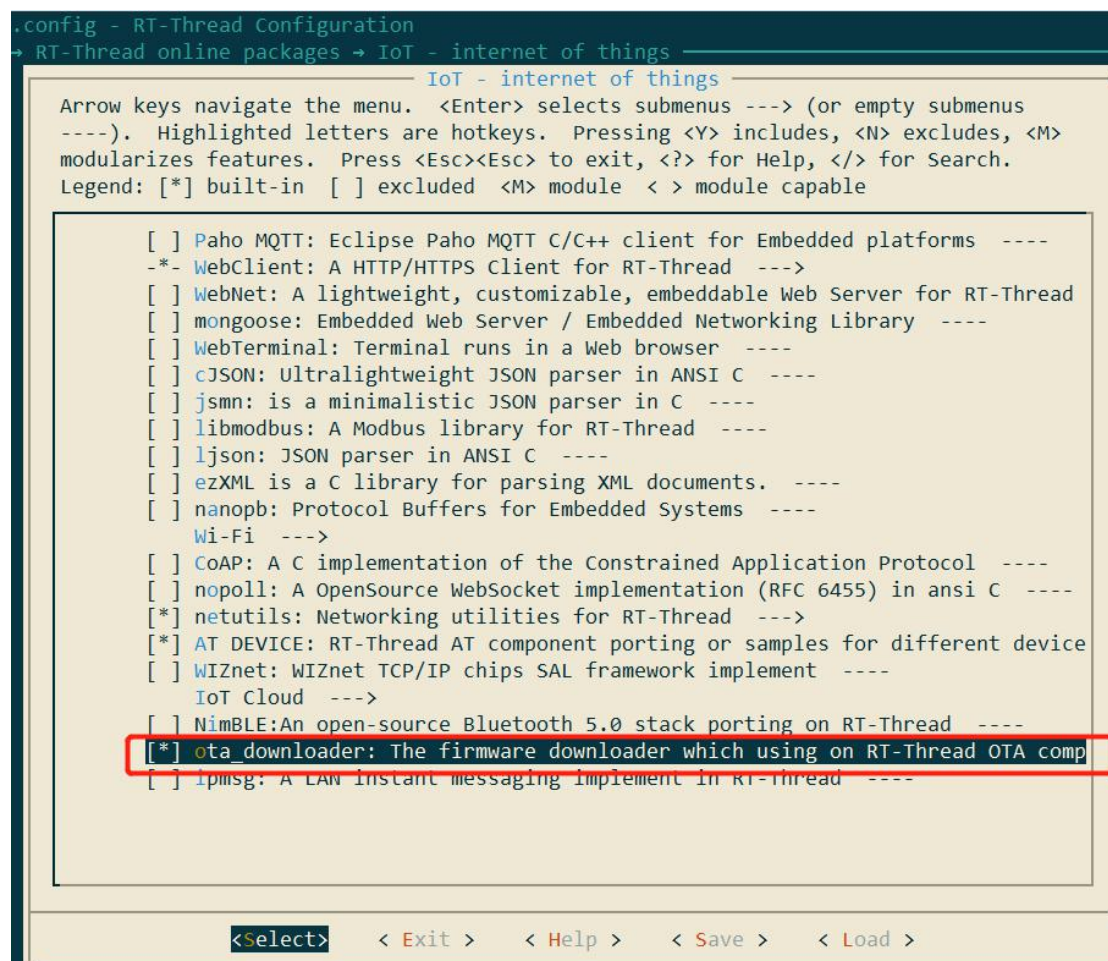 .config - RT-Thread Configuration
→ RT-Thread online packages → IoT - internet of things
IoT - internet of things
Arrow keys navigate the menu.  <Enter> selects submenus ---> (or empty submenus
----).  Highlighted letters are hotkeys.  Pressing <Y> includes, <N> excludes, <M>
modularizes features.  Press <Esc><Esc> to exit, <?> for Help, </> for Search.
Legend: [*] built-in  [ ] excluded  <M> module  < > module capable
[ ] Paho MQTT: Eclipse Paho MQTT C/C++ client for Embedded platforms  ----
-*- WebClient: A HTTP/HTTPS Client for RT-Thread  --->
[ ] WebNet: A lightweight, customizable, embeddable Web Server for RT-Thread
[ ] mongoose: Embedded Web Server / Embedded Networking Library  ----
[ ] WebTerminal: Terminal runs in a Web browser  ----
[ ] cJSON: Ultralightweight JSON parser in ANSI C  ----
[ ] jsmn: is a minimalistic JSON parser in C  ----
[ ] libmodbus: A Modbus library for RT-Thread  ----
[ ] ljson: JSON parser in ANSI C  ----
[ ] ezXML is a C library for parsing XML documents.  ----
[ ] nanopb: Protocol Buffers for Embedded Systems  ----
Wi-Fi  --->
[ ] CoAP: A C implementation of the Constrained Application Protocol  ----
[ ] nopoll: A OpenSource WebSocket implementation (RFC 6455) in ansi C  ----
[*] netutils: Networking utilities for RT-Thread  --->
[*] AT DEVICE: RT-Thread AT component porting or samples for different device
[ ] WIZnet: WIZnet TCP/IP chips SAL framework implement  ----
IoT Cloud  --->
[ ] NimBLE:An open-source Bluetooth 5.0 stack porting on RT-Thread  ----
[*] ota_downloader: The firmware downloader which using on RT-Thread OTA comp
[ ] ipmsg: A LAN instant messaging implement in RT-Thread  ----
<Select>    < Exit >    < Help >    < Save >    < Load >